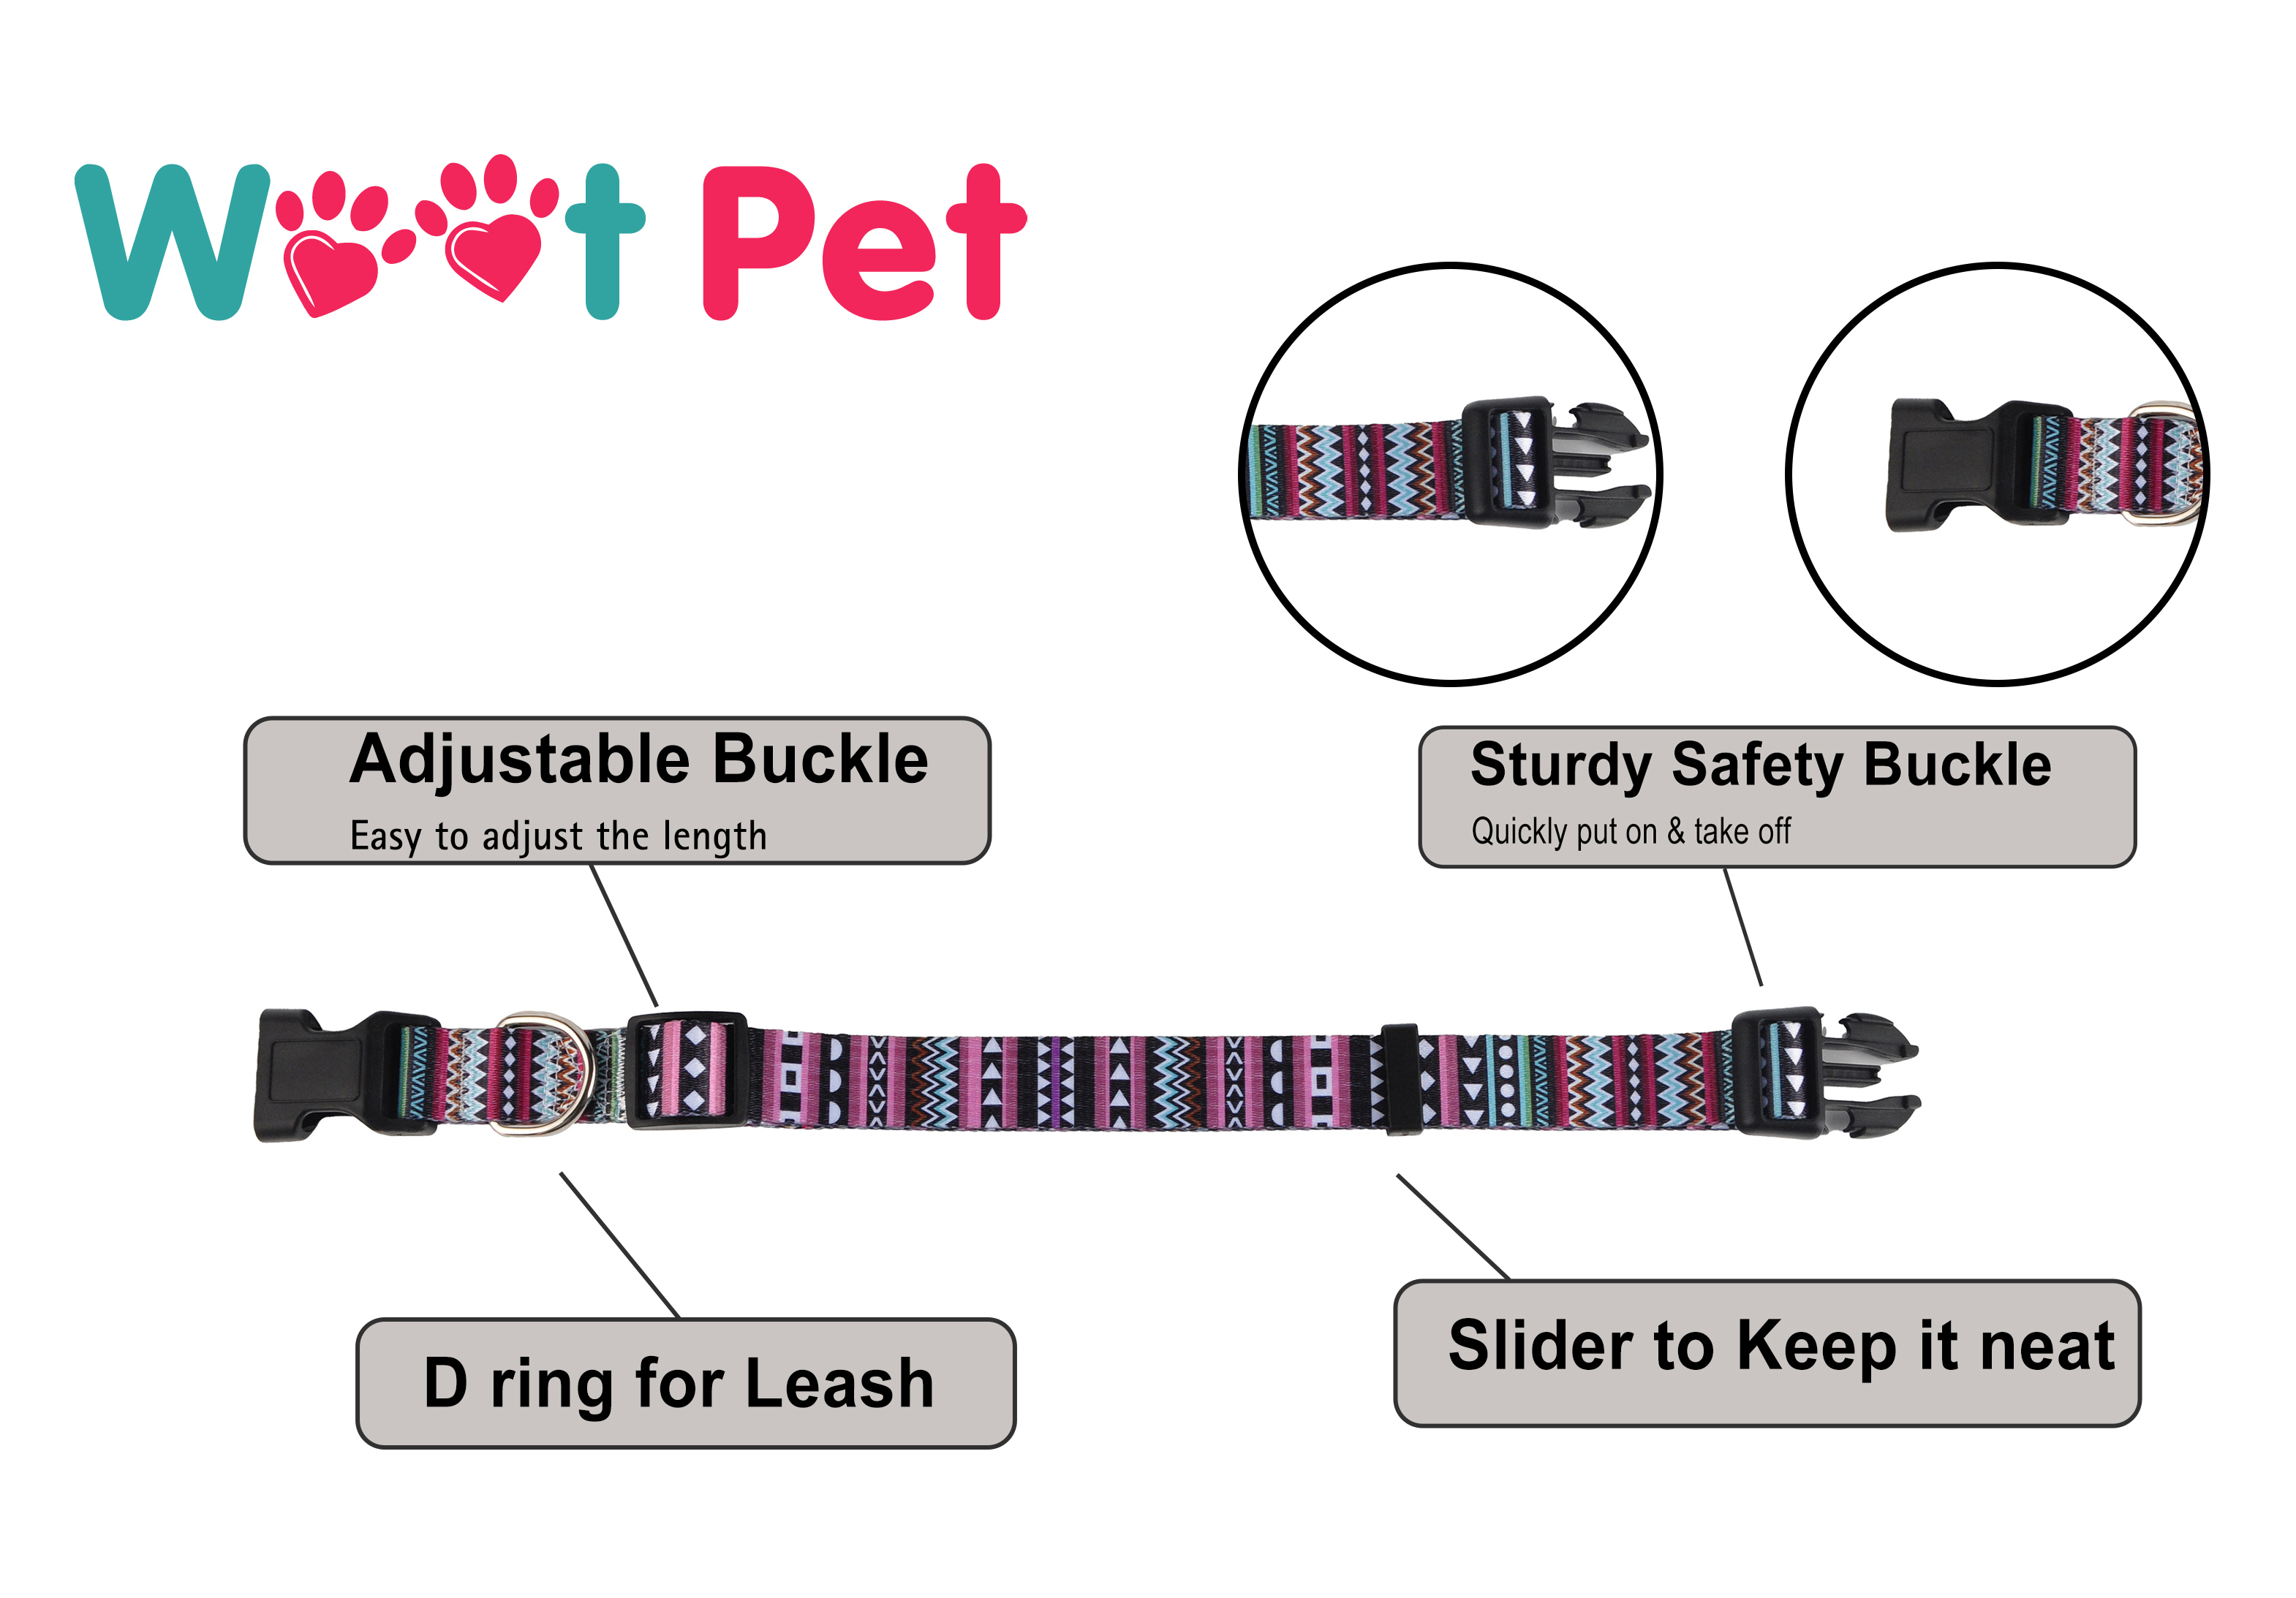 Woot Pet
Adjustable Buckle
Easy to adjust the length
Sturdy Safety Buckle
Quickly put on & take off
D ring for Leash
Slider to Keep it neat